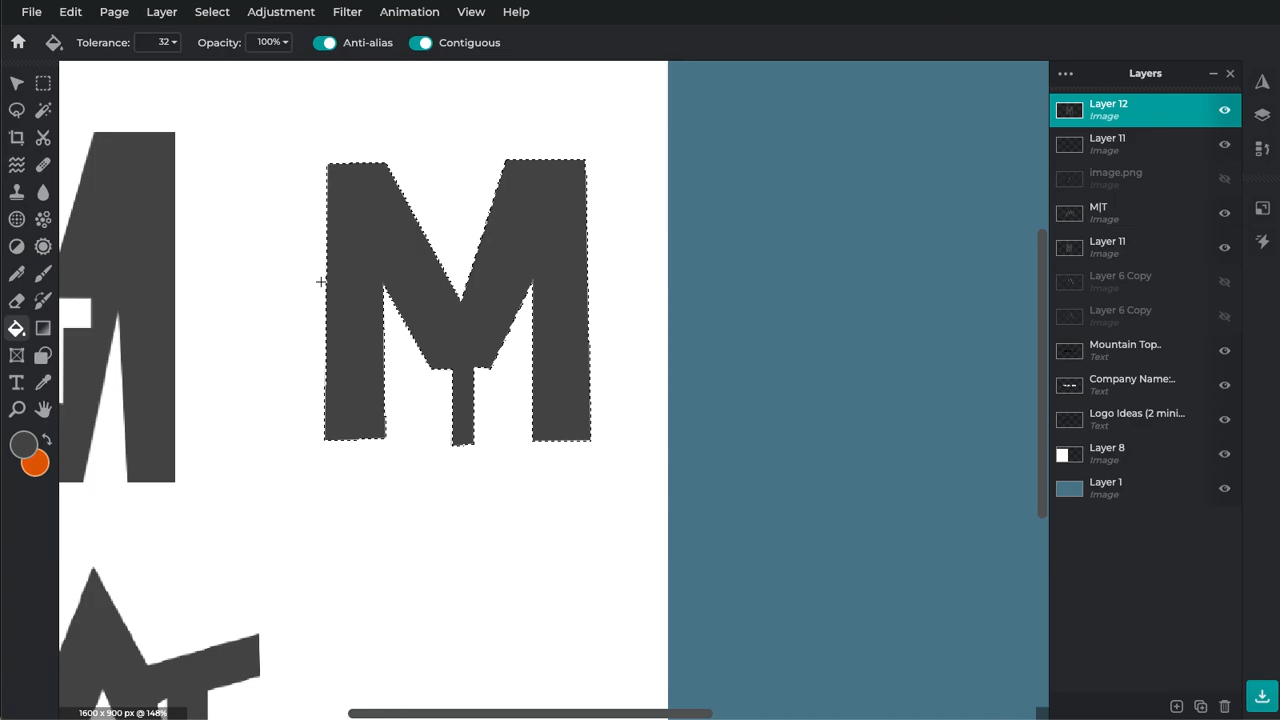 File Edit Page Layer Select Adjustment Filter Animation View Help
Tolerance: 32 Opacity: 100% Anti-alias Contiguous
Layers
Layer 12
Image
Layer 11
Image
image.png
Image
M|T
Image
Layer 11
Image
Layer 6 Copy
Image
Layer 6 Copy
Image
Mountain Top..
Text
Company Name:..
Text
Logo Ideas (2 mini...
Text
Layer 8
Image
Layer 1
Image
M
1600 x 900 px @ 148%